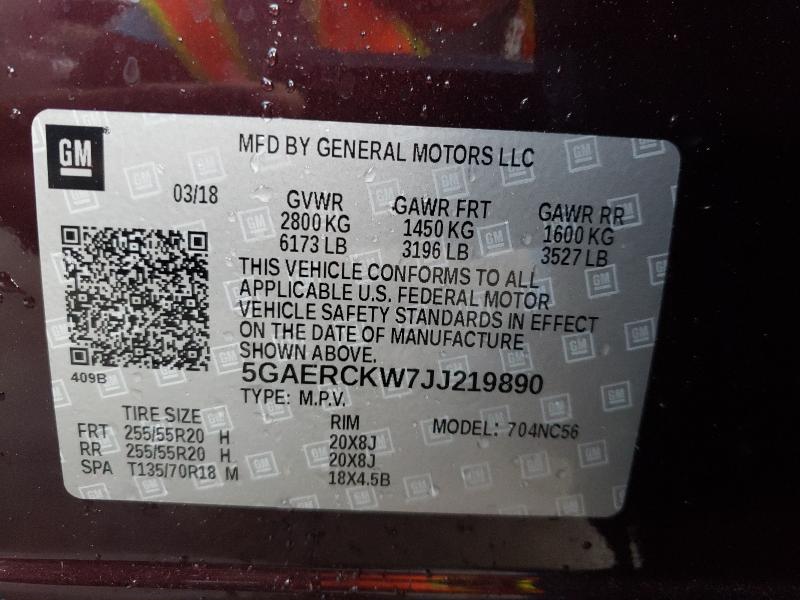 GM
MFD BY GENERAL MOTORS LLC
03/18
GVWR
2800 KG
6173 LB
GAWR FRT
1450 KG
3196 LB
GAWR RR
1600 KG
3527 LB
THIS VEHICLE CONFORMS TO ALL
APPLICABLE U.S. FEDERAL MOTOR
VEHICLE SAFETY STANDARDS IN EFFECT
ON THE DATE OF MANUFACTURE
SHOWN ABOVE.
409B
5GAERCKW7JJ219890
TYPE: M.P.V.
TIRE SIZE
RIM
MODEL: 704NC56
FRT 255/55R20 H 20X8J
RR 255/55R20 H 20X8J
SPA T135/70R18 M 18X4.5B